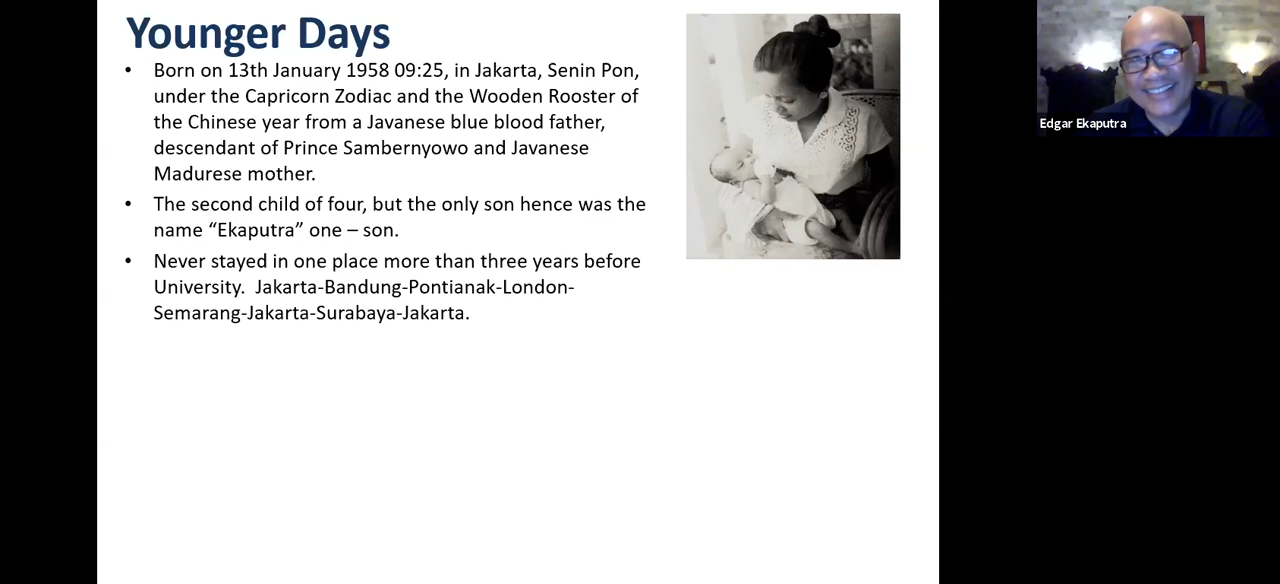 Younger Days
• Born on 13th January 1958 09:25, in Jakarta, Senin Pon,
under the Capricorn Zodiac and the Wooden Rooster of
the Chinese year from a Javanese blue blood father,
descendant of Prince Sambernyowo and Javanese
Madurese mother.
• The second child of four, but the only son hence was the
name “Ekaputra” one – son.
• Never stayed in one place more than three years before
University.  Jakarta-Bandung-Pontianak-London-
Semarang-Jakarta-Surabaya-Jakarta.
Edgar Ekaputra